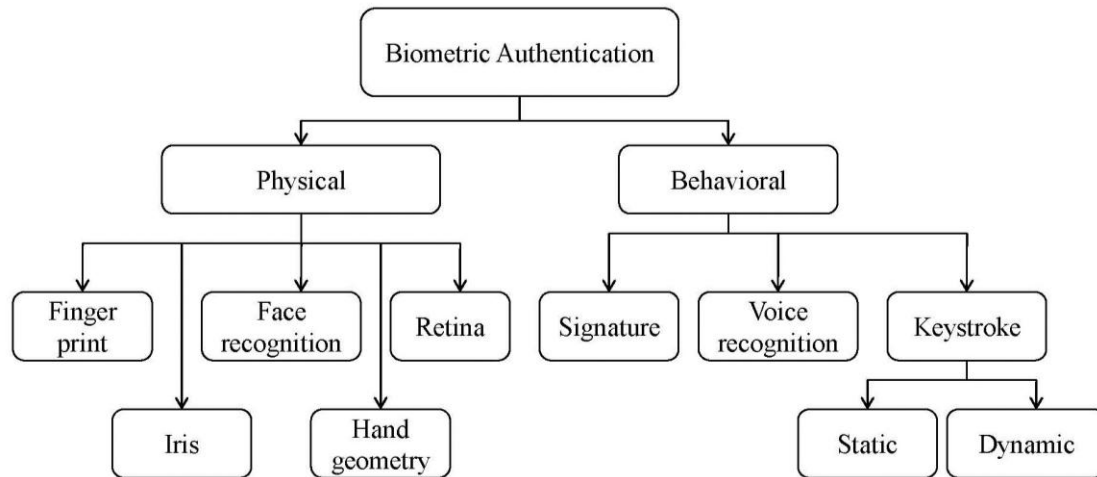 Biometric Authentication
Physical
Behavioral
Finger
print
Face
recognition
Retina
Signature
Voice
recognition
Keystroke
Iris
Hand
geometry
Static
Dynamic